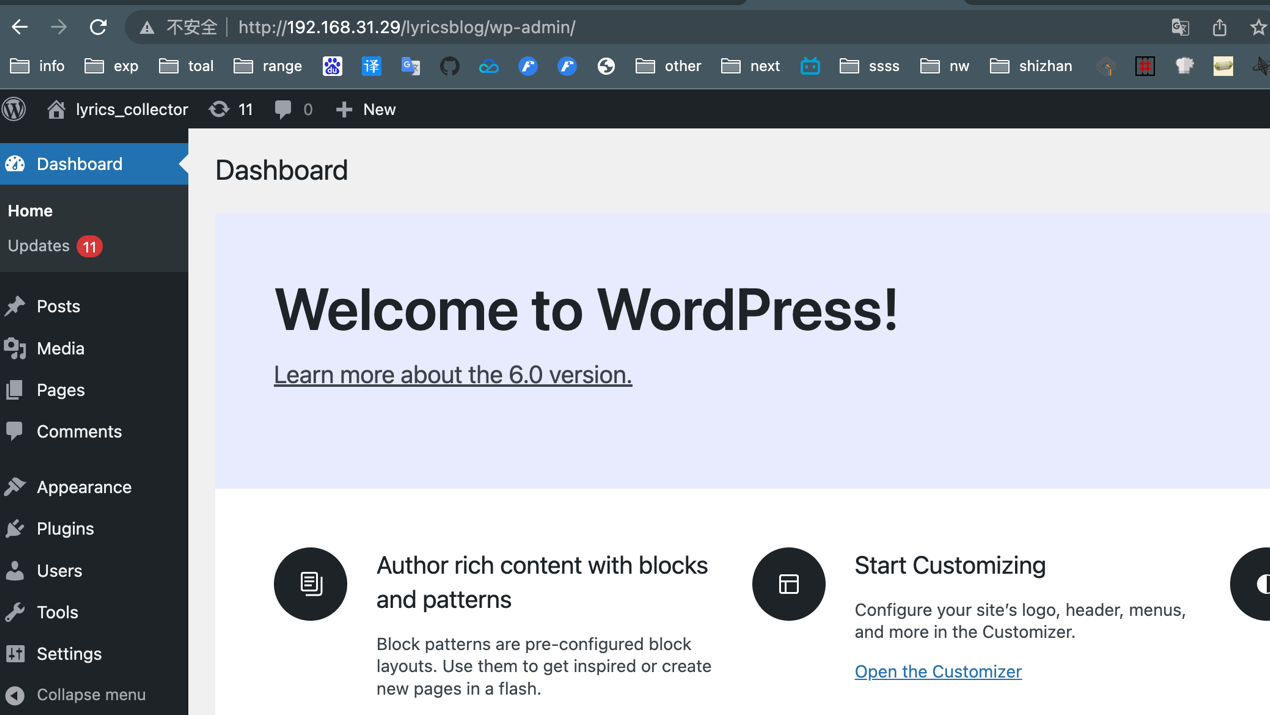 不安全 | http://192.168.31.29/lyricsblog/wp-admin/
info exp toal range 译 other next ssss nw shizhan
lyrics_collector 11 0 New
Dashboard
Home
Updates 11
Posts
Media
Pages
Comments
Appearance
Plugins
Users
Tools
Settings
Collapse menu
Dashboard
Welcome to WordPress!
Learn more about the 6.0 version.
Author rich content with blocks
and patterns
Block patterns are pre-configured block
layouts. Use them to get inspired or create
new pages in a flash.
Start Customizing
Configure your site’s logo, header, menus,
and more in the Customizer.
Open the Customizer